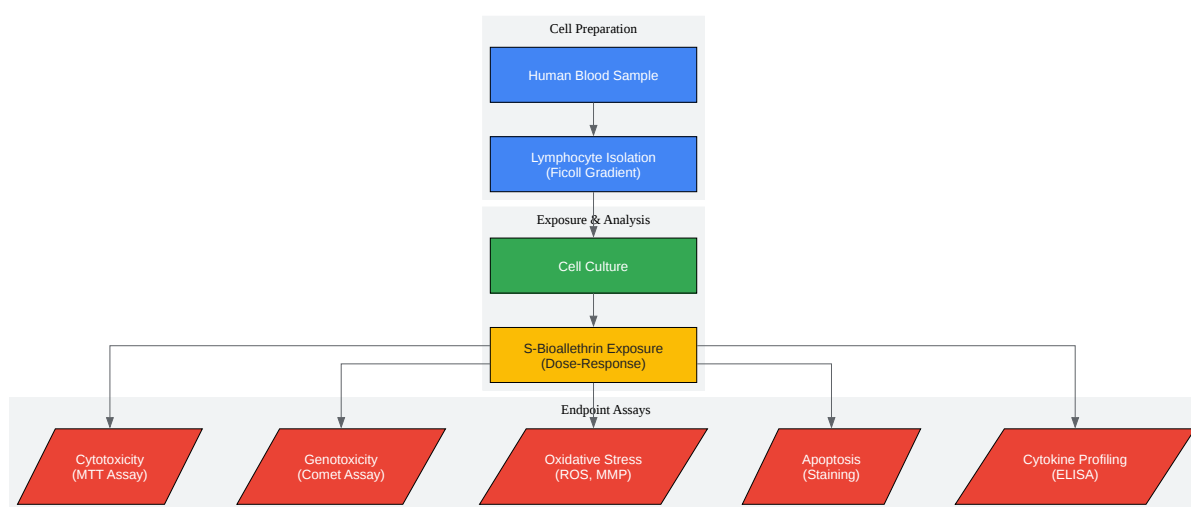 Cell Preparation
Human Blood Sample
Lymphocyte Isolation
(Ficoll Gradient)
Exposure & Analysis
Cell Culture
S-Bioallethrin Exposure
(Dose-Response)
Endpoint Assays
Cytotoxicity
(MTT Assay)
Genotoxicity
(Comet Assay)
Oxidative Stress
(ROS, MMP)
Apoptosis
(Staining)
Cytokine Profiling
(ELISA)